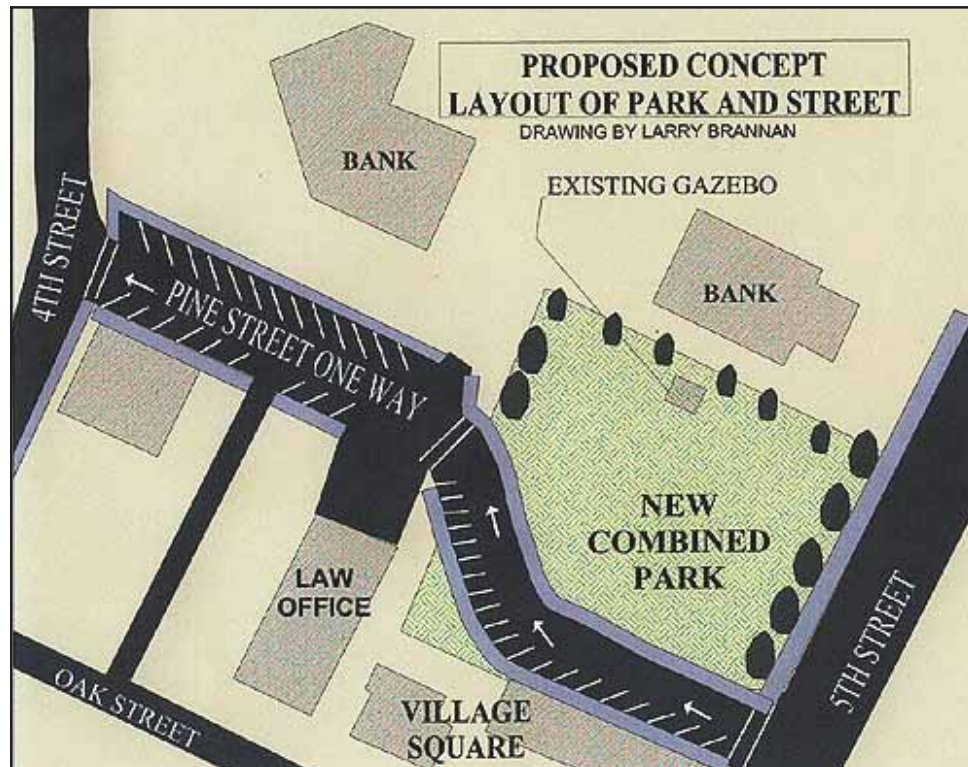 PROPOSED CONCEPT
LAYOUT OF PARK AND STREET
DRAWING BY LARRY BRANNAN
BANK
EXISTING GAZEBO
4TH STREET
BANK
PINE STREET ONE WAY
NEW
COMBINED
PARK
LAW
OFFICE
5TH STREET
OAK STREET
VILLAGE
SQUARE